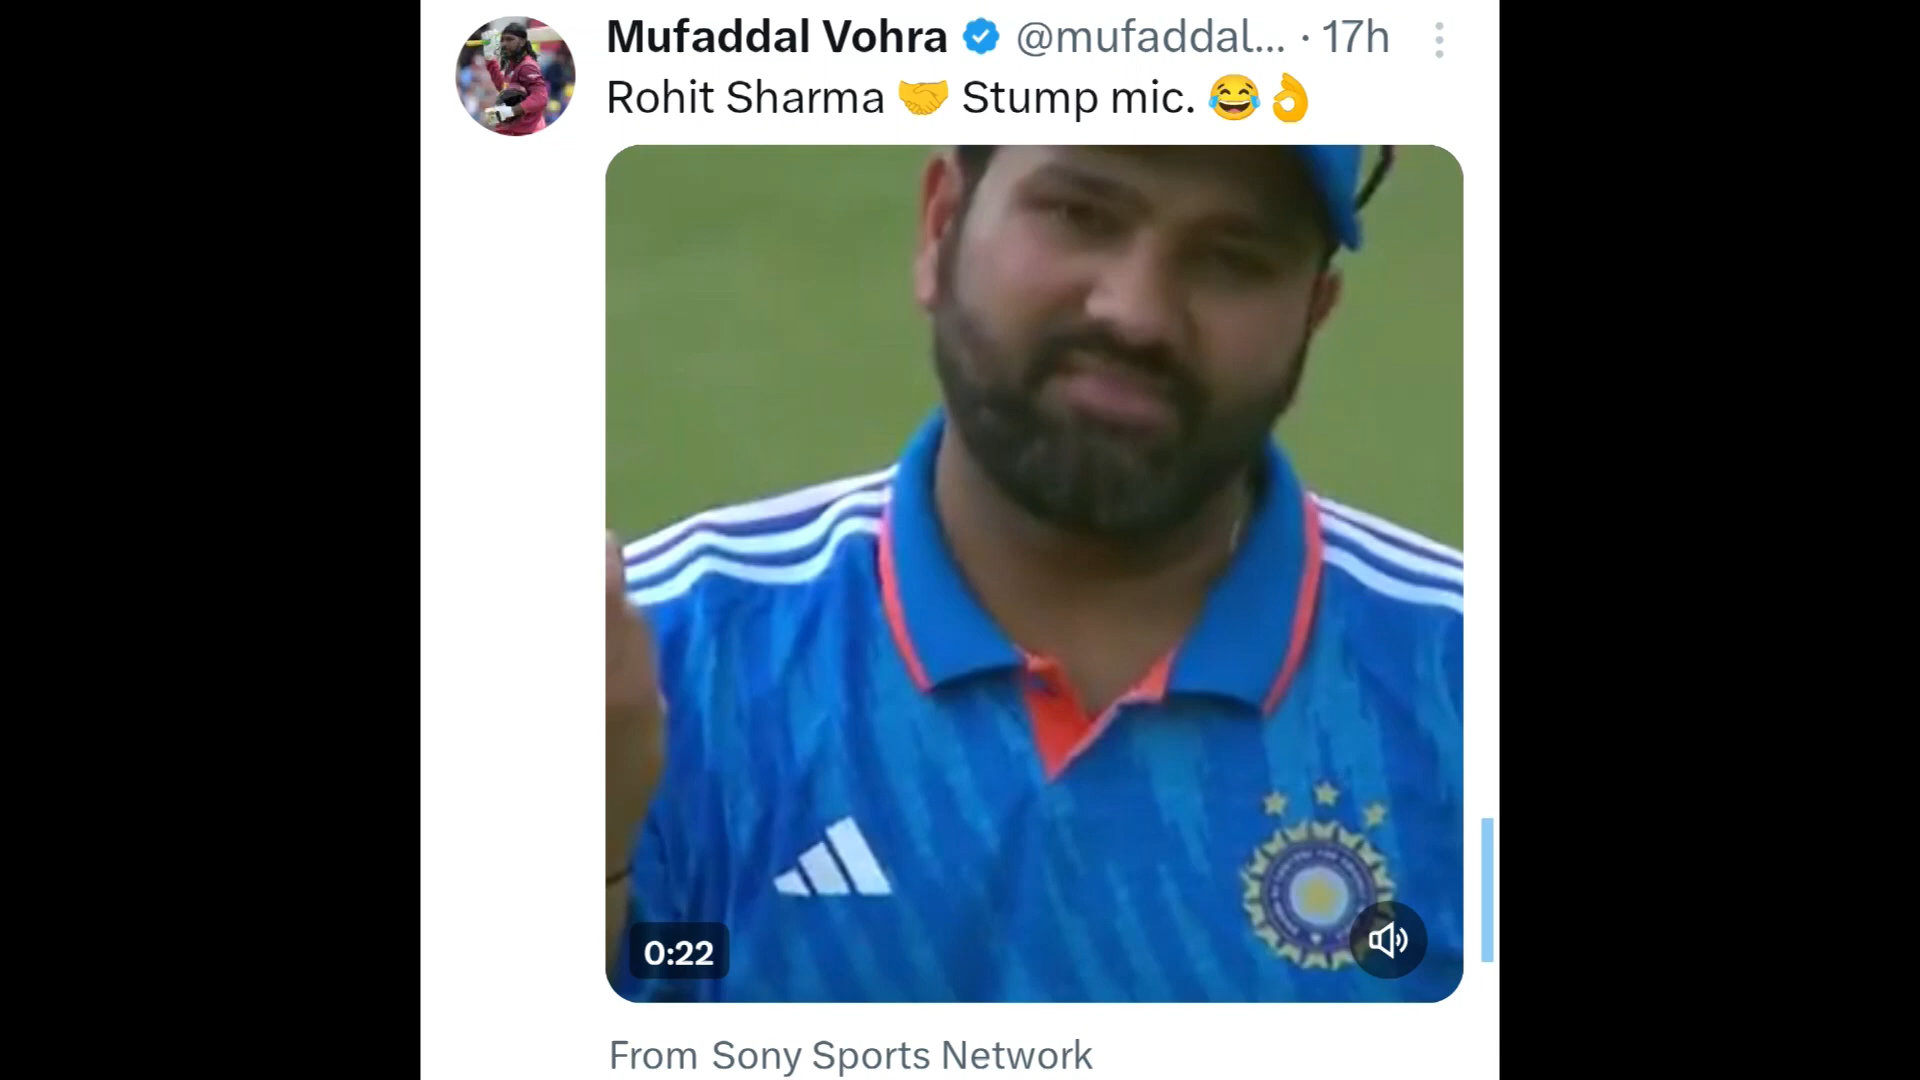 Mufaddal Vohra @mufaddal... · 17h
Rohit Sharma 🤝 Stump mic. 😂👌
0:22
From Sony Sports Network